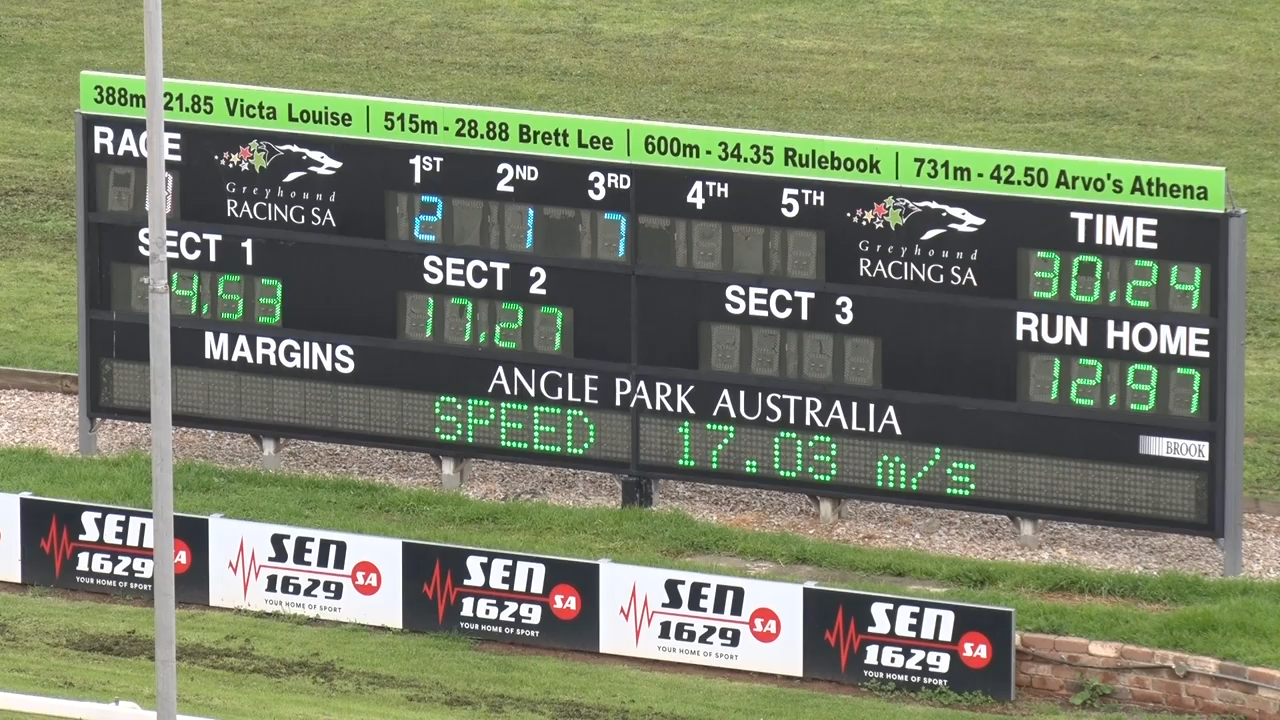 388m 21.85 Victa Louise | 515m - 28.88 Brett Lee | 600m - 34.35 Rulebook | 731m - 42.50 Arvo's Athena
RACE
Greyhound
RACING SA
1ST 2ND 3RD 4TH 5TH
2 1 7
Greyhound
RACING SA
TIME
30.24
SECT 1
4.53
SECT 2
17.27
SECT 3
RUN HOME
12.97
MARGINS
ANGLE PARK AUSTRALIA
SPEED 17.03 m/s
BROOK
SEN
1629 SA
YOUR HOME OF SPORT
SEN
1629 SA
YOUR HOME OF SPORT
SEN
1629 SA
YOUR HOME OF SPORT
SEN
1629 SA
YOUR HOME OF SPORT
SEN
1629 SA
YOUR HOME OF SPORT